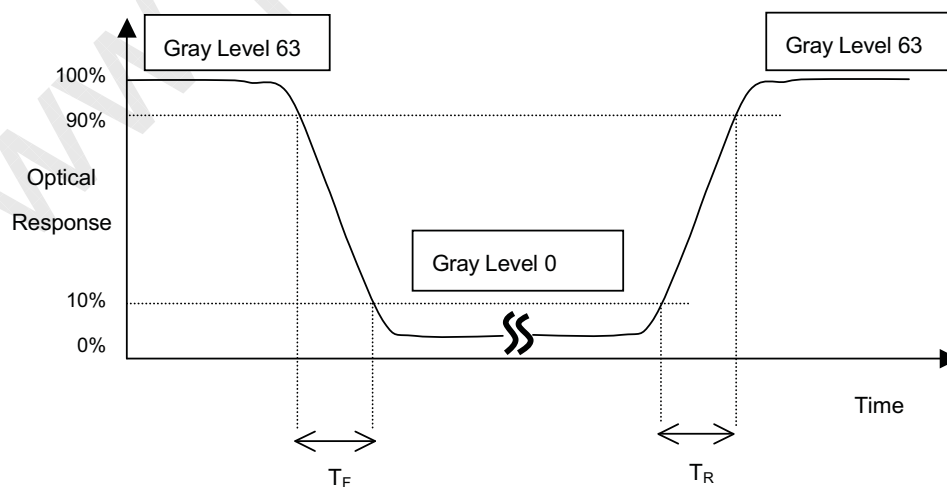 Gray Level 63
Gray Level 63
100%
90%
Optical
Response
Gray Level 0
10%
0%
Time
TF
TR